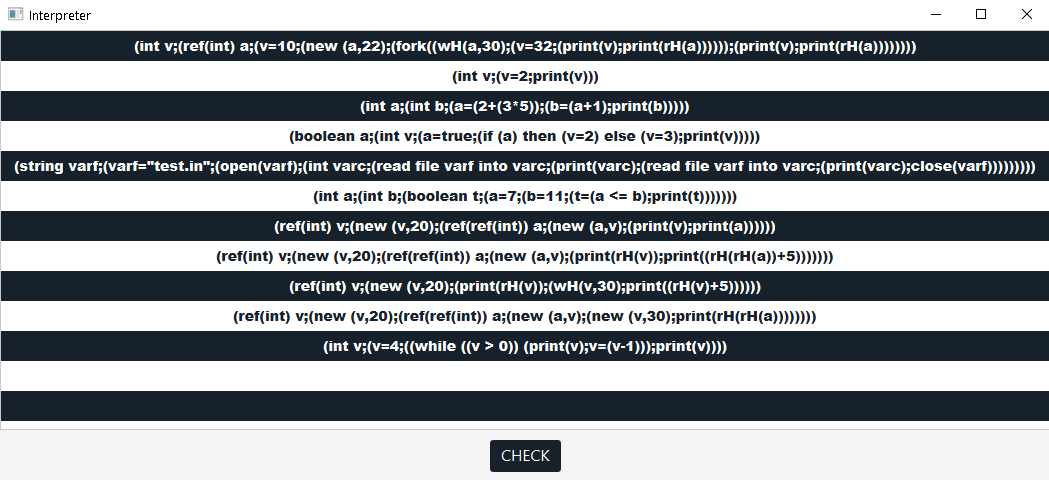 Interpreter
(int v;(ref(int) a;(v=10;(new (a,22);(fork((wH(a,30);(v=32;(print(v);print(rH(a))))));(print(v);print(rH(a))))))))
(int v;(v=2;print(v)))
(int a;(int b;(a=(2+(3*5));(b=(a+1);print(b)))))
(boolean a;(int v;(a=true;(if (a) then (v=2) else (v=3);print(v)))))
(string varf;(varf="test.in";(open(varf);(int varc;(read file varf into varc;(print(varc);(read file varf into varc;(print(varc);close(varf)))))))))
(int a;(int b;(boolean t;(a=7;(b=11;(t=(a <= b);print(t)))))))
(ref(int) v;(new (v,20);(ref(ref(int)) a;(new (a,v);(print(v);print(a))))))
(ref(int) v;(new (v,20);(ref(ref(int)) a;(new (a,v);(print(rH(v));print((rH(rH(a))+5)))))))
(ref(int) v;(new (v,20);(print(rH(v));(wH(v,30);print((rH(v)+5))))))
(ref(int) v;(new (v,20);(ref(ref(int)) a;(new (a,v);(new (v,30);print(rH(rH(a))))))))
(int v;(v=4;((while ((v > 0)) (print(v);v=(v-1)));print(v))))
CHECK